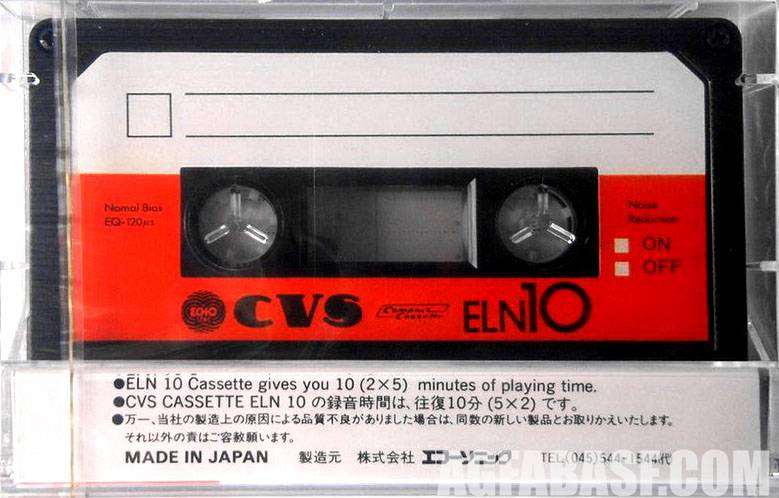 Nomal Bias
EQ-120μs
Noise
Reduction
ON
OFF
ECHO
CVS
Compact
Cassette
ELN10
●ELN 10 Cassette gives you 10 (2×5) minutes of playing time.
●CVS CASSETTE ELN 10 の録音時間は、往復10分 (5×2) です。
●万一、当社の製造上の原因による品質不良がありました場合は、同数の新しい製品とお取りかえいたします。
それ以外の責はご容赦願います。
MADE IN JAPAN 製造元 株式会社 エコーソニック TEL(045)544-1544代
AGFABASE.COM